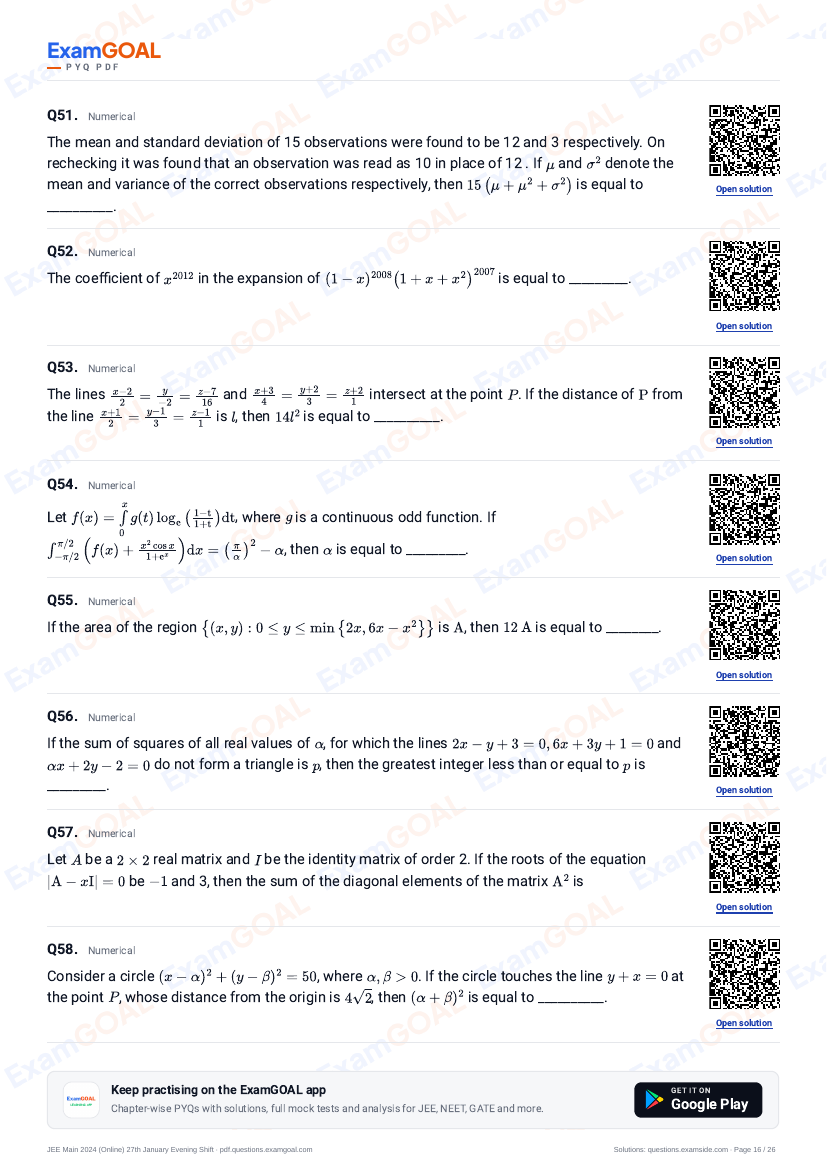 ExamGOAL
PYQ PDF
Q51. Numerical
The mean and standard deviation of 15 observations were found to be 12 and 3 respectively. On
rechecking it was found that an observation was read as 10 in place of 12 . If μ and σ² denote the
mean and variance of the correct observations respectively, then 15 (μ + μ² + σ²) is equal to
__________.
Open solution
Q52. Numerical
The coefficient of x²⁰¹² in the expansion of (1 − x)²⁰⁰⁸(1 + x + x²)²⁰⁰⁷ is equal to _________.
Open solution
Q53. Numerical
The lines (x−2)/2 = y/−2 = (z−7)/16 and (x+3)/4 = (y+2)/3 = (z+2)/1 intersect at the point P. If the distance of P from
the line (x+1)/2 = (y−1)/3 = (z−1)/1 is l, then 14l² is equal to __________.
Open solution
Q54. Numerical
Let f(x) = ∫₀ˣ g(t) logₑ ((1−t)/(1+t)) dt, where g is a continuous odd function. If
∫_{−π/2}^{π/2} (f(x) + (x² cos x)/(1+eˣ)) dx = (π/α)² − α, then α is equal to _________.
Open solution
Q55. Numerical
If the area of the region {(x, y) : 0 ≤ y ≤ min {2x, 6x − x²}} is A, then 12 A is equal to ________.
Open solution
Q56. Numerical
If the sum of squares of all real values of α, for which the lines 2x − y + 3 = 0, 6x + 3y + 1 = 0 and
αx + 2y − 2 = 0 do not form a triangle is p, then the greatest integer less than or equal to p is
_________.
Open solution
Q57. Numerical
Let A be a 2 × 2 real matrix and I be the identity matrix of order 2. If the roots of the equation
|A − xI| = 0 be −1 and 3, then the sum of the diagonal elements of the matrix A² is
Open solution
Q58. Numerical
Consider a circle (x − α)² + (y − β)² = 50, where α, β > 0. If the circle touches the line y + x = 0 at
the point P, whose distance from the origin is 4√2, then (α + β)² is equal to __________.
Open solution
Keep practising on the ExamGOAL app
Chapter-wise PYQs with solutions, full mock tests and analysis for JEE, NEET, GATE and more.
GET IT ON
Google Play
JEE Main 2024 (Online) 27th January Evening Shift · pdf.questions.examgoal.com
Solutions: questions.examside.com · Page 16 / 26